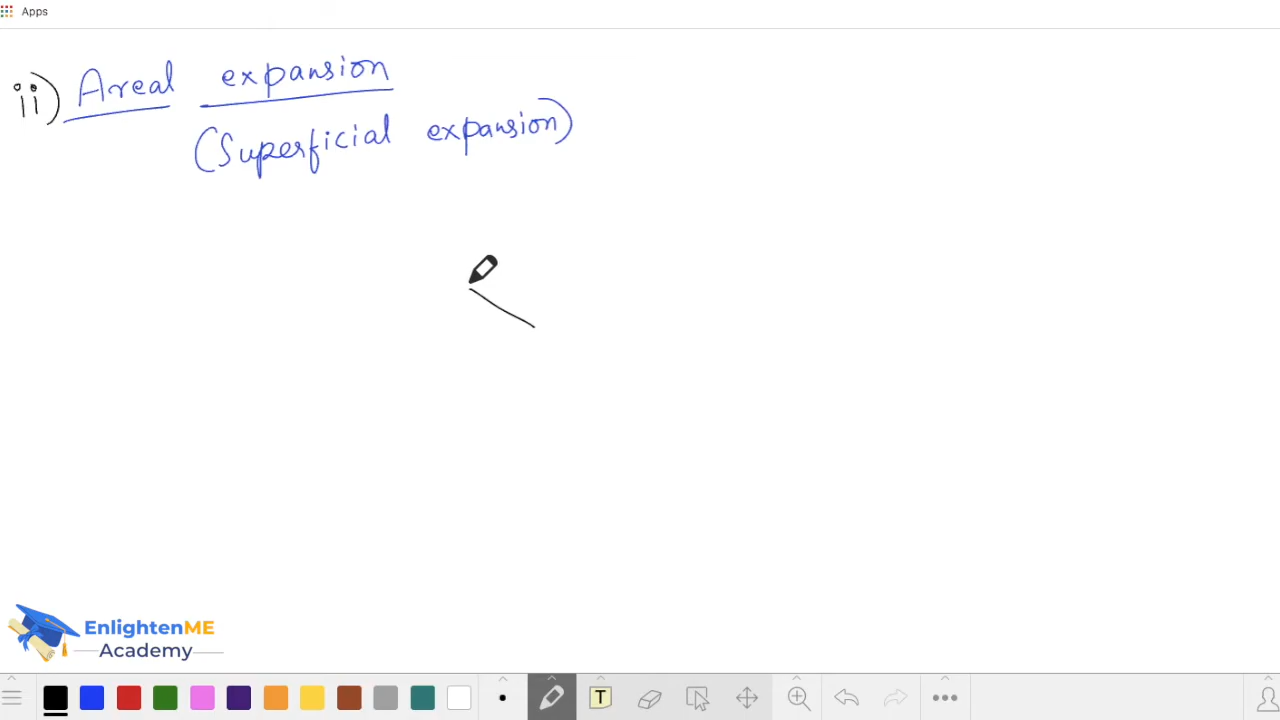 Apps
ii) Areal expansion
(Superficial expansion)
EnlightenME
Academy
T